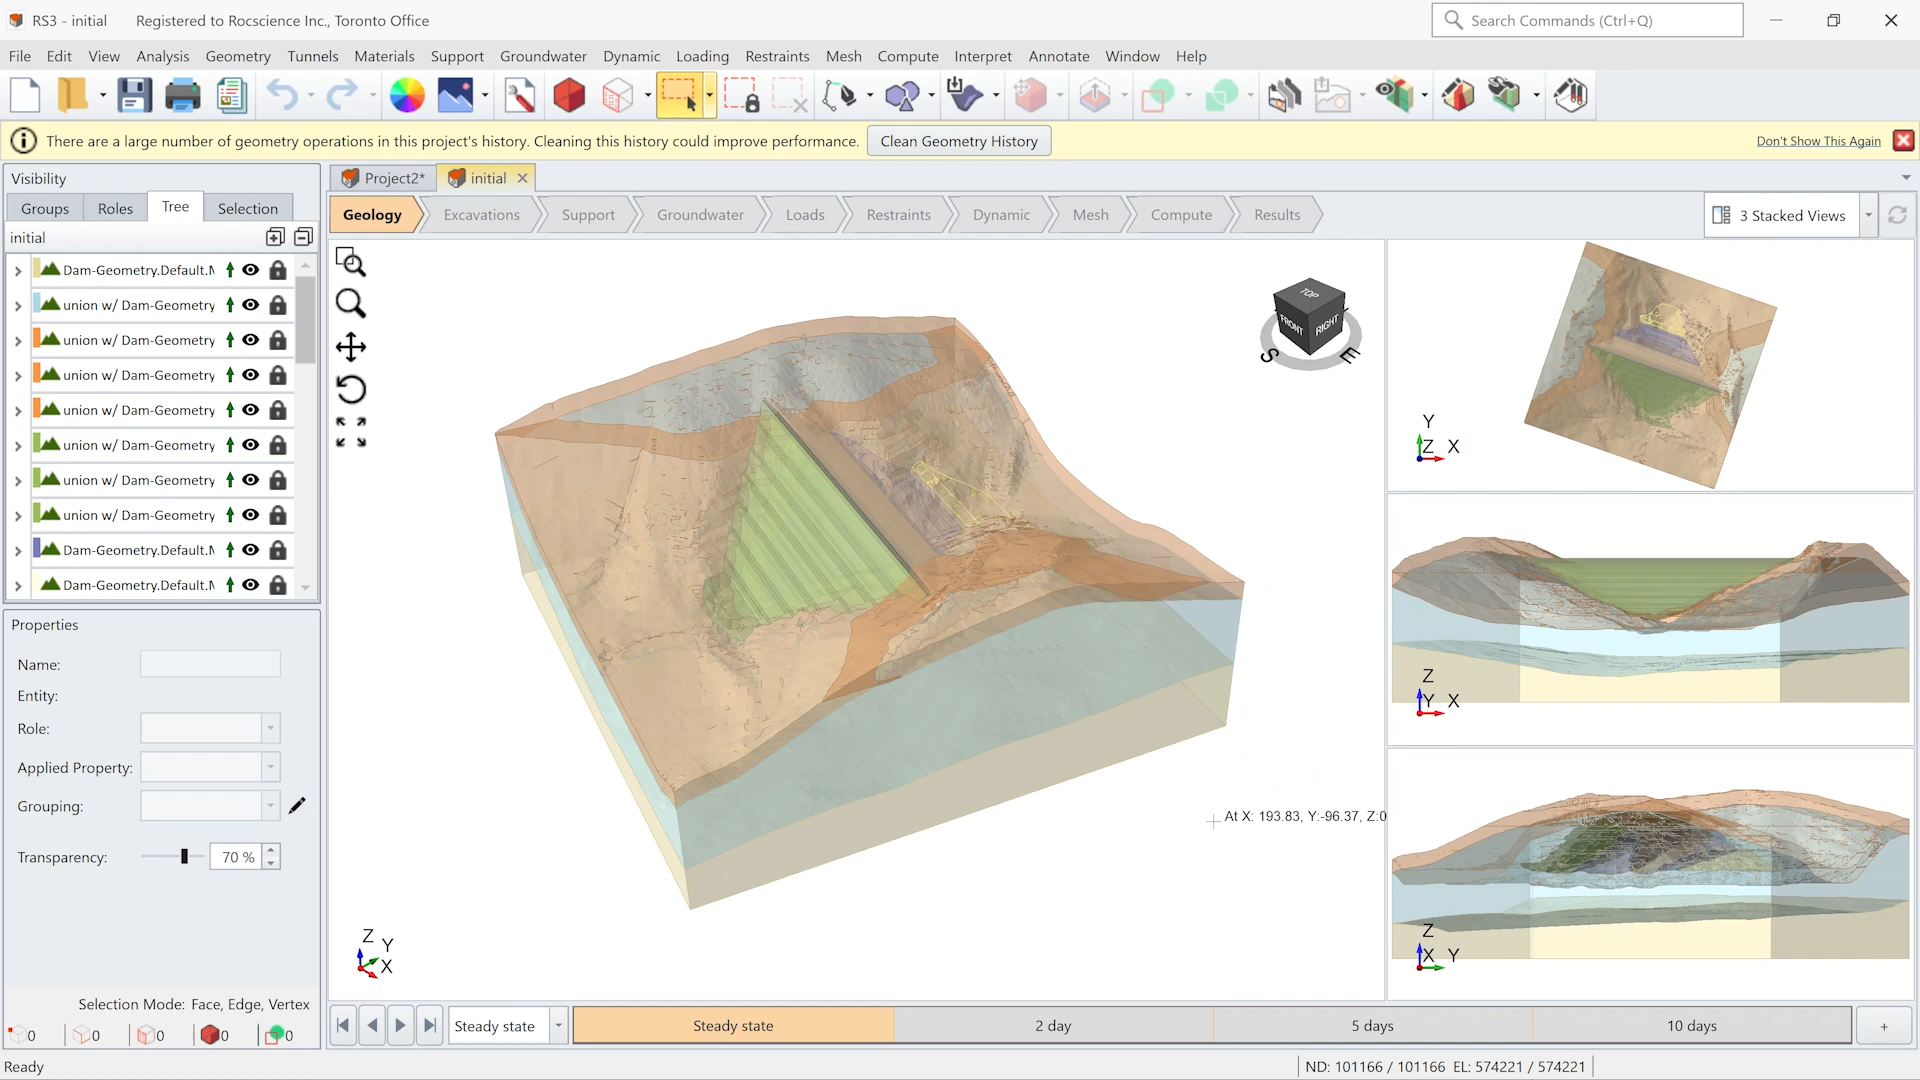 RS3 - initial Registered to Rocscience Inc., Toronto Office
Search Commands (Ctrl+Q)
File Edit View Analysis Geometry Tunnels Materials Support Groundwater Dynamic Loading Restraints Mesh Compute Interpret Annotate Window Help
There are a large number of geometry operations in this project's history. Cleaning this history could improve performance. Clean Geometry History
Don't Show This Again
Visibility
Groups Roles Tree Selection
initial
Dam-Geometry.Default.
union w/ Dam-Geometry
union w/ Dam-Geometry
union w/ Dam-Geometry
union w/ Dam-Geometry
union w/ Dam-Geometry
union w/ Dam-Geometry
union w/ Dam-Geometry
Dam-Geometry.Default.
Dam-Geometry.Default.
Properties
Name:
Entity:
Role:
Applied Property:
Grouping:
Transparency: 70 %
Selection Mode: Face, Edge, Vertex
0 0 0 0 0
Project2* initial
Geology Excavations Support Groundwater Loads Restraints Dynamic Mesh Compute Results
3 Stacked Views
TOP
FRONT RIGHT
S E
At X: 193.83, Y:-96.37, Z:0
Z Y
X
Y
Z X
Z
Y X
Z
X Y
Steady state
Steady state 2 day 5 days 10 days +
Ready
ND: 101166 / 101166 EL: 574221 / 574221